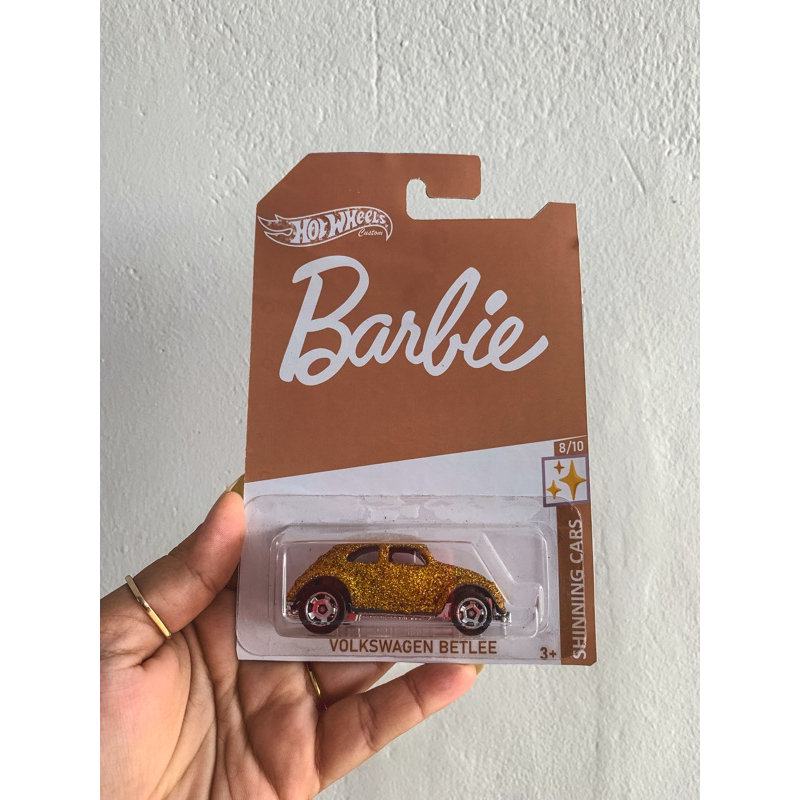 HOT WHEELS
Custom
Barbie
8/10
SHINNING CARS
VOLKSWAGEN BETLEE
3+